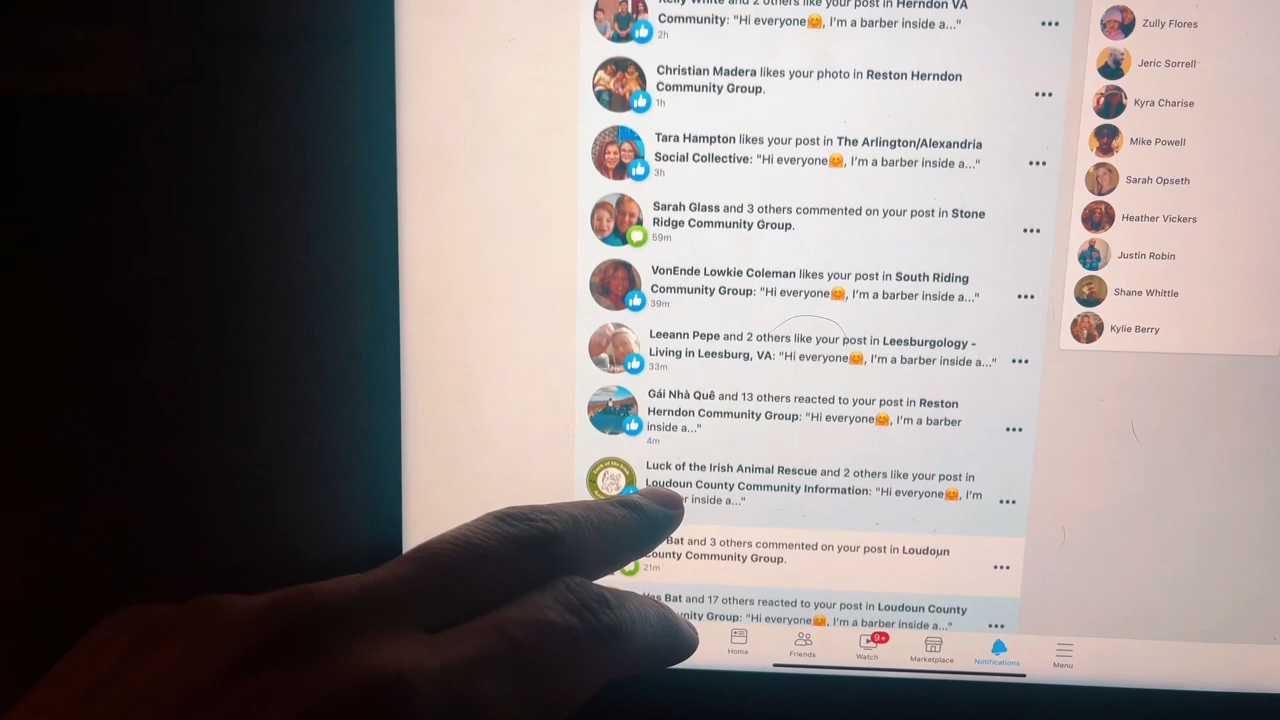 Kelly White and 2 others like your post in Herndon VA
Community: "Hi everyone🤗, I'm a barber inside a..."
2h
Christian Madera likes your photo in Reston Herndon
Community Group.
1h
Tara Hampton likes your post in The Arlington/Alexandria
Social Collective: "Hi everyone🤗, I'm a barber inside a..."
3h
Sarah Glass and 3 others commented on your post in Stone
Ridge Community Group.
59m
VonEnde Lowkie Coleman likes your post in South Riding
Community Group: "Hi everyone🤗, I'm a barber inside a..."
39m
Leeann Pepe and 2 others like your post in Leesburgology -
Living in Leesburg, VA: "Hi everyone🤗, I'm a barber inside a..."
33m
Gái Nhà Quê and 13 others reacted to your post in Reston
Herndon Community Group: "Hi everyone🤗, I'm a barber
inside a..."
4m
Luck of the Irish Animal Rescue and 2 others like your post in
Loudoun County Community Information: "Hi everyone🤗, I'm
inside a..."
Bat and 3 others commented on your post in Loudoun
County Community Group.
21m
Bat and 17 others reacted to your post in Loudoun County
Group: "Hi everyone🤗, I'm a barber inside a..."
Home
Friends
9+
Watch
Marketplace
Notifications
Menu
Zully Flores
Jeric Sorrell
Kyra Charise
Mike Powell
Sarah Opseth
Heather Vickers
Justin Robin
Shane Whittle
Kylie Berry